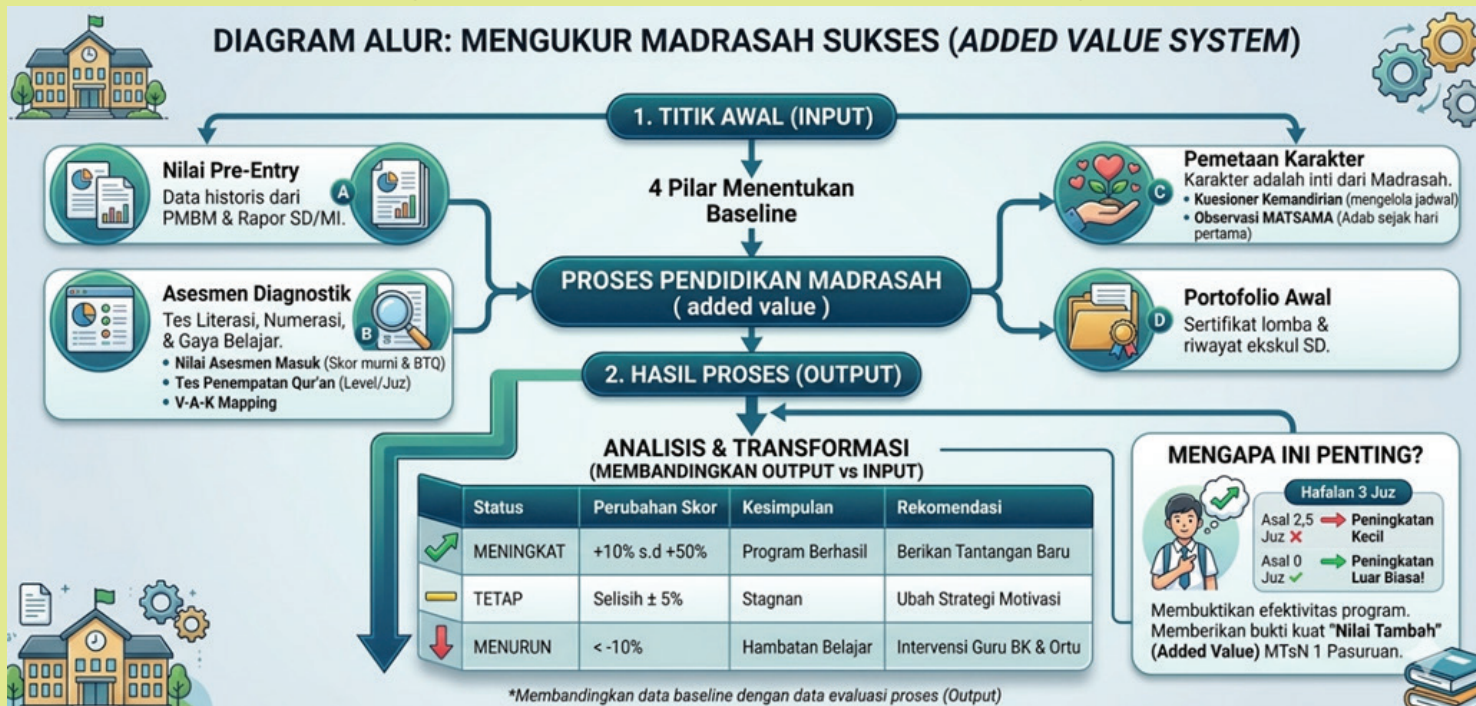 DIAGRAM ALUR: MENGUKUR MADRASAH SUKSES (ADDED VALUE SYSTEM)
1. TITIK AWAL (INPUT)
4 Pilar Menentukan
Baseline
Nilai Pre-Entry
Data historis dari
PMBM & Rapor SD/MI.
A
Asesmen Diagnostik
Tes Literasi, Numerasi,
& Gaya Belajar.
B
• Nilai Asesmen Masuk (Skor murni & BTQ)
• Tes Penempatan Qur'an (Level/Juz)
• V-A-K Mapping
C
Pemetaan Karakter
Karakter adalah inti dari Madrasah.
• Kuesioner Kemandirian (mengelola jadwal)
• Observasi MATSAMA (Adab sejak hari
pertama)
D
Portofolio Awal
Sertifikat lomba &
riwayat ekskul SD.
PROSES PENDIDIKAN MADRASAH
( added value )
2. HASIL PROSES (OUTPUT)
ANALISIS & TRANSFORMASI
(MEMBANDINGKAN OUTPUT vs INPUT)
Status Perubahan Skor Kesimpulan Rekomendasi
MENINGKAT +10% s.d +50% Program Berhasil Berikan Tantangan Baru
TETAP Selisih ± 5% Stagnan Ubah Strategi Motivasi
MENURUN < -10% Hambatan Belajar Intervensi Guru BK & Ortu
*Membandingkan data baseline dengan data evaluasi proses (Output)
MENGAPA INI PENTING?
Hafalan 3 Juz
Asal 2,5 Peningkatan
Juz Kecil
Asal 0 Peningkatan
Juz Luar Biasa!
Membuktikan efektivitas program.
Memberikan bukti kuat "Nilai Tambah"
(Added Value) MTsN 1 Pasuruan.